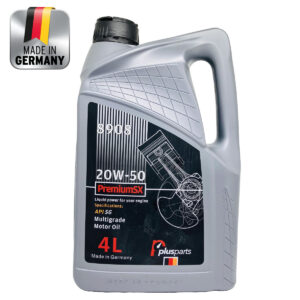 MADE IN
GERMANY
8908
20W-50
PremiumSX
Liquid power for your engine
Specifications:
API SG
Multigrade
Motor Oil
4L
Made in Germany
plusparts